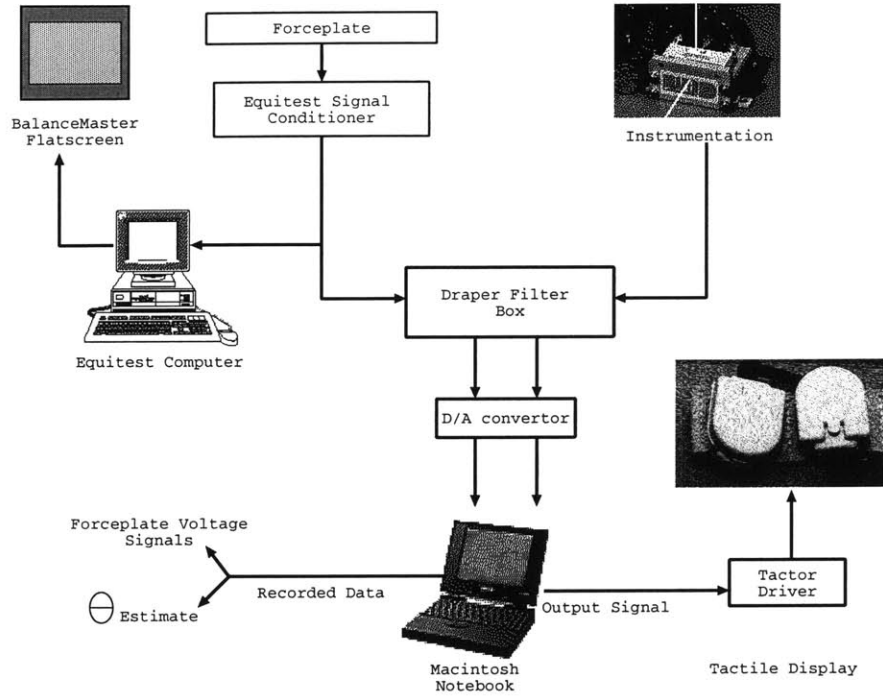 Forceplate
Equitest Signal
Conditioner
BalanceMaster
Flatscreen
Instrumentation
Draper Filter
Box
Equitest Computer
D/A convertor
Forceplate Voltage
Signals
Recorded Data
Estimate
Output Signal
Tactor
Driver
Macintosh
Notebook
Tactile Display